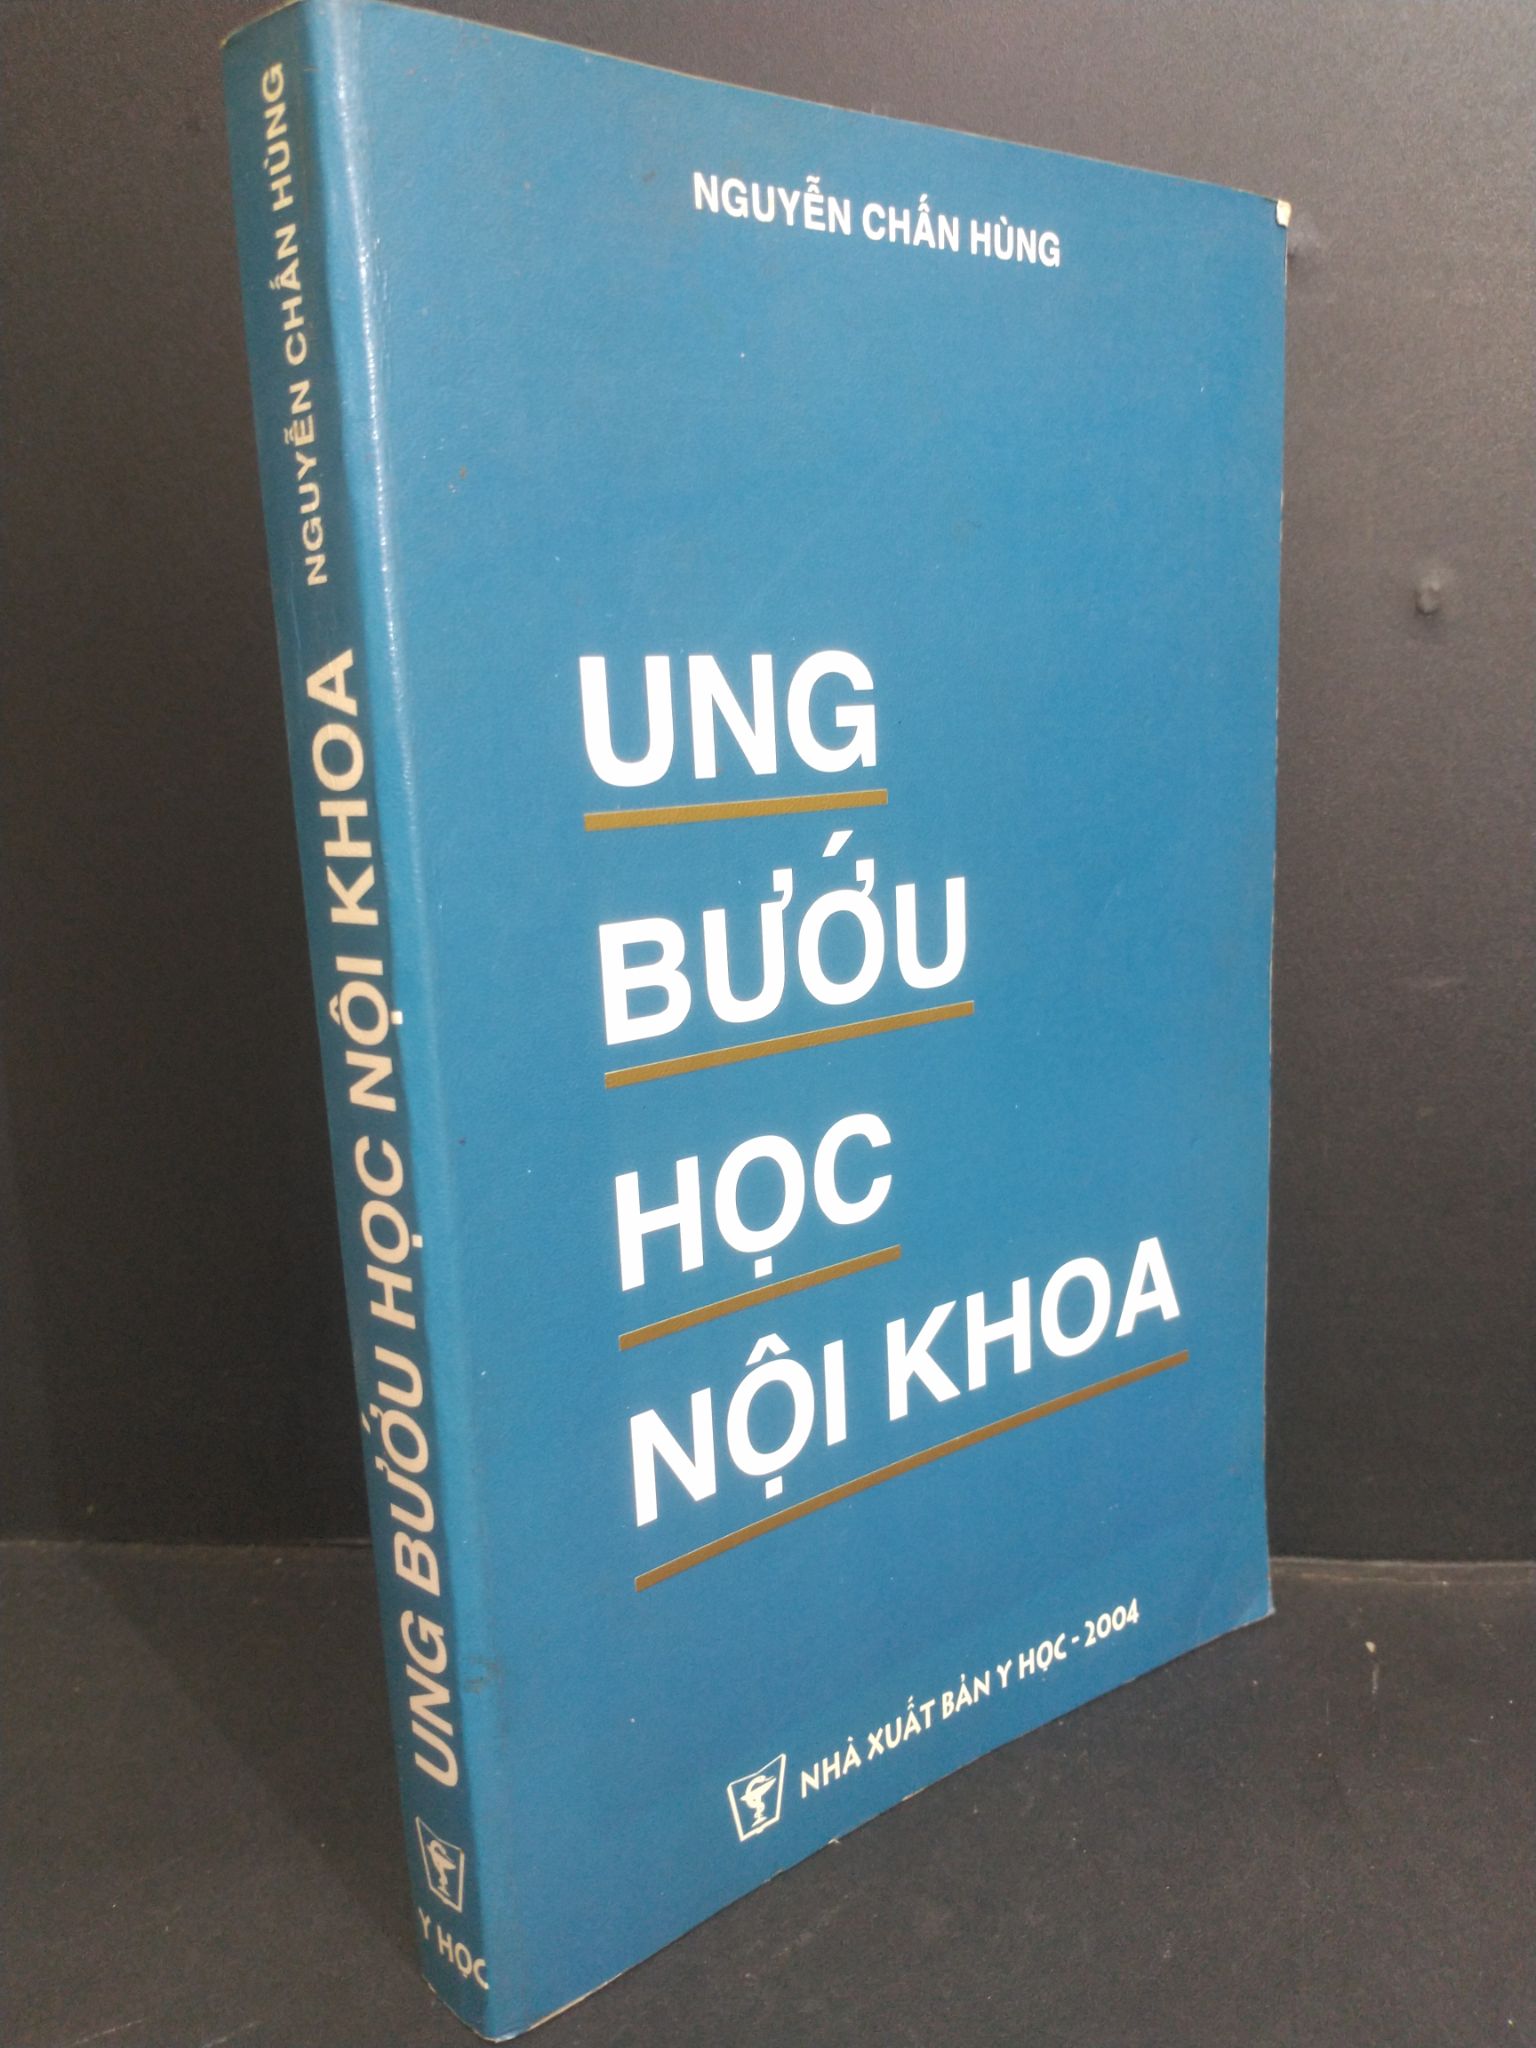 NGUYỄN CHẤN HÙNG
UNG
BƯỚU
HỌC
NỘI KHOA
NHÀ XUẤT BẢN Y HỌC - 2004
UNG BƯỚU HỌC NỘI KHOA NGUYỄN CHẤN HÙNG
Y HỌC